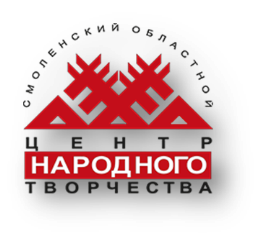 СМОЛЕНСКИЙ ОБЛАСТНОЙ
ЦЕНТР
НАРОДНОГО
ТВОРЧЕСТВА